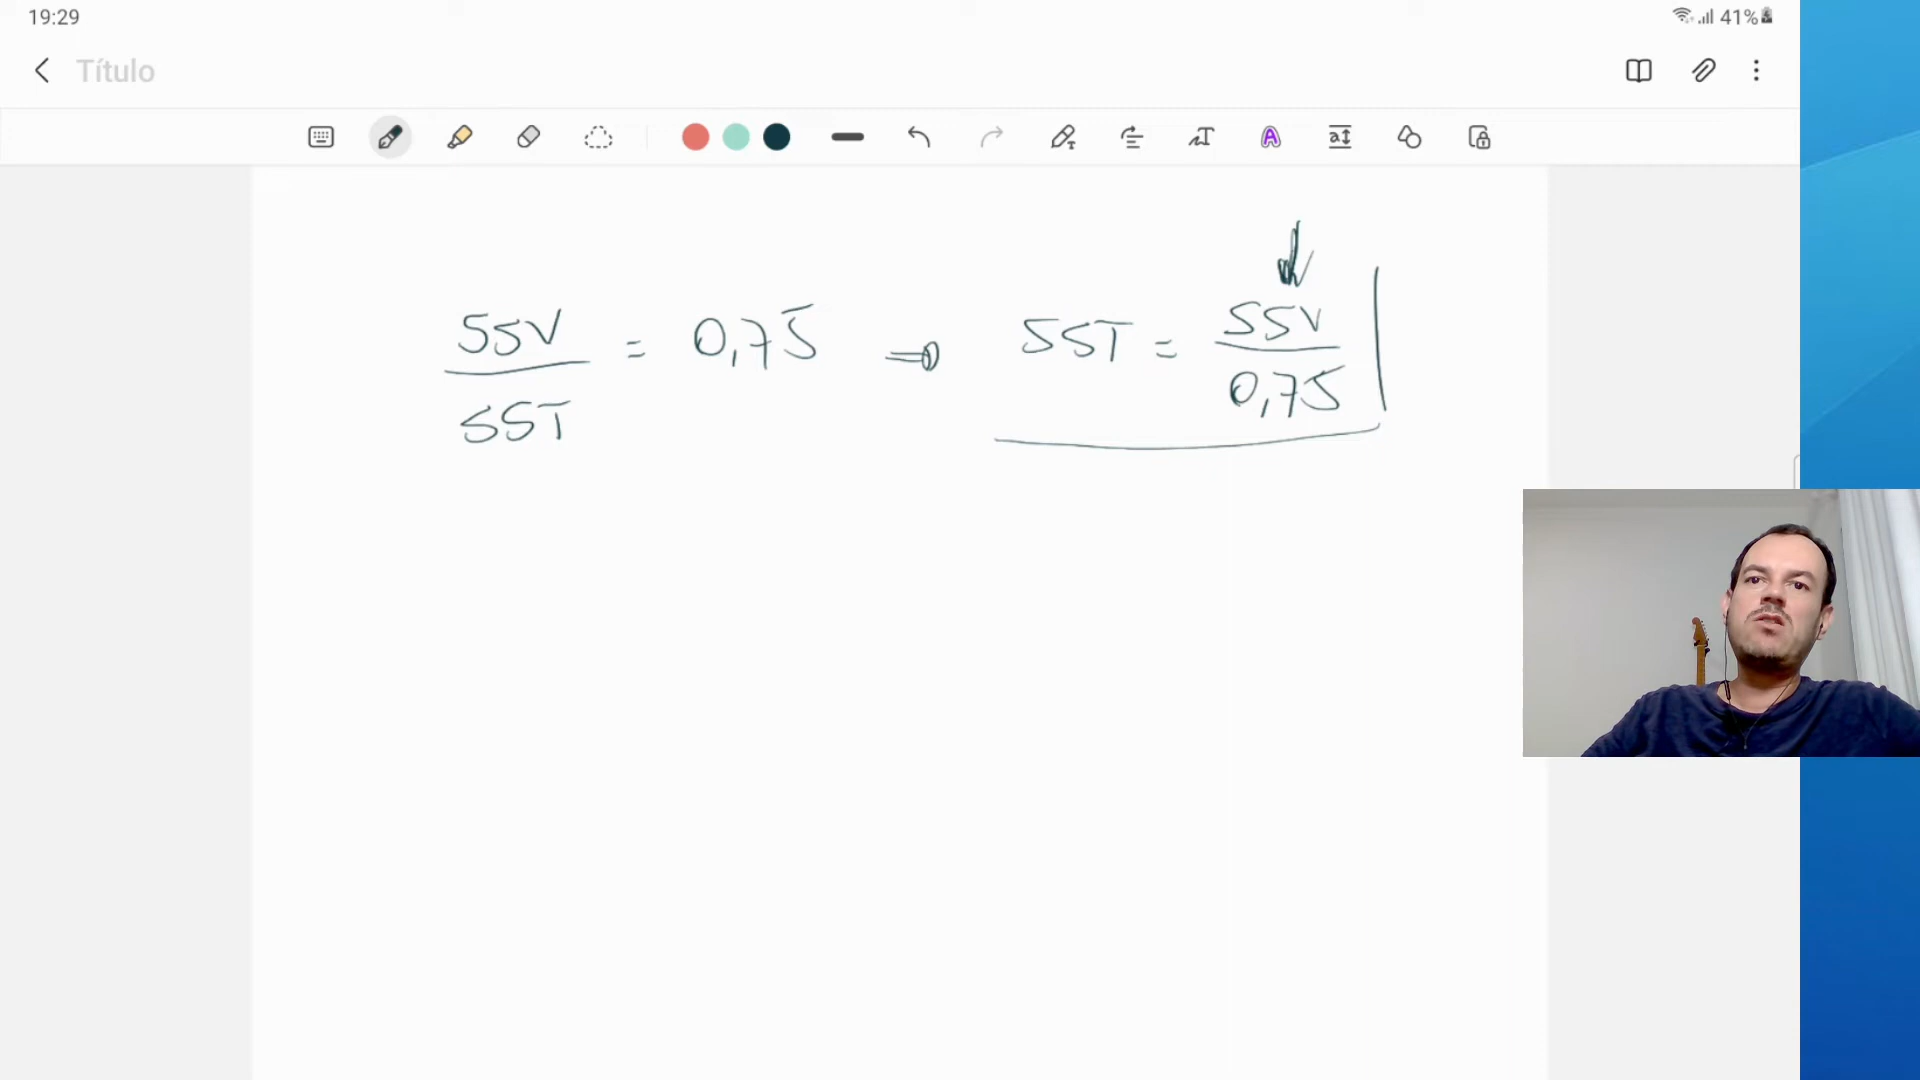 19:29
41%
Título
SSV / SST = 0,75 ⇒ SST = SSV / 0,75